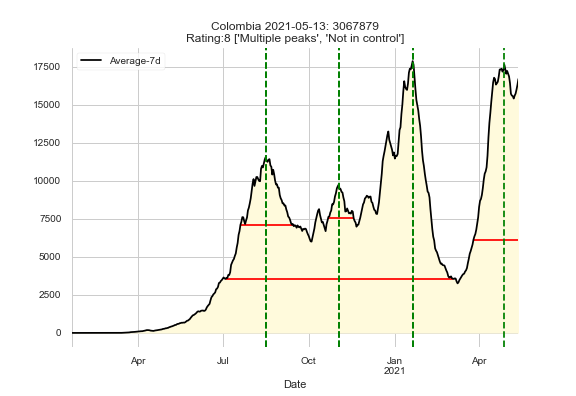 Colombia 2021-05-13: 3067879
Rating:8 ['Multiple peaks', 'Not in control']
Average-7d
17500
15000
12500
10000
7500
5000
2500
0
Apr
Jul
Oct
Jan
2021
Apr
Date